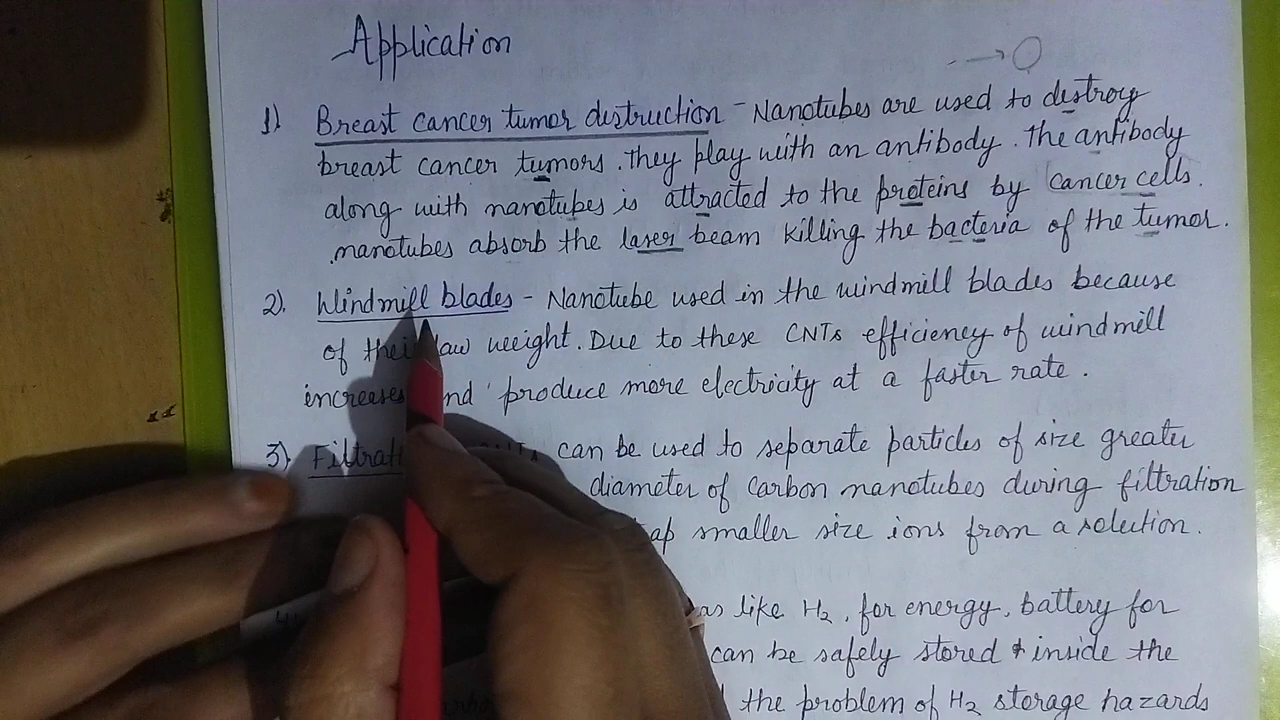 Application
1) Breast cancer tumor destruction - Nanotubes are used to destroy
breast cancer tumors. They play with an antibody. The antibody
along with nanotubes is attracted to the proteins by cancer cells.
nanotubes absorb the laser beam killing the bacteria of the tumor.
2). Windmill blades - Nanotube used in the windmill blades because
of their law weight. Due to these CNTs efficiency of windmill
increases and produce more electricity at a faster rate.
3) can be used to separate particles of size greater
diameter of carbon nanotubes during filtration
smaller size ions from a solution.
like H2, for energy, battery for
can be safely stored & inside the
the problem of H2 storage hazards